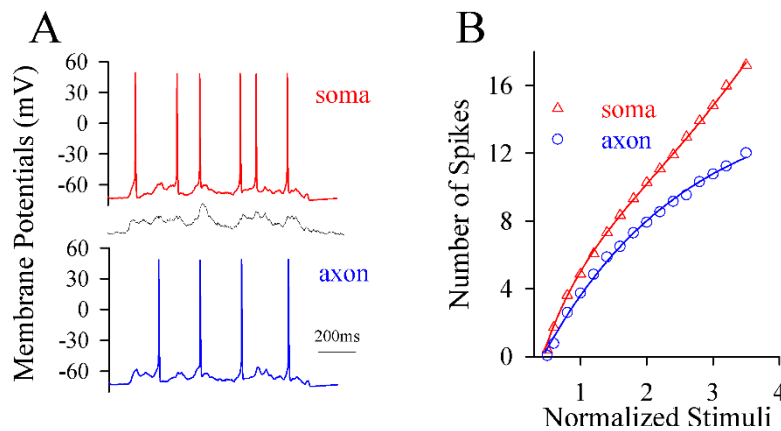 A
Membrane Potentials (mV)
60
30
0
-30
-60
soma
60
30
0
-30
-60
axon
200ms
B
Number of Spikes
16
12
8
4
0
soma
axon
1
2
3
4
Normalized Stimuli